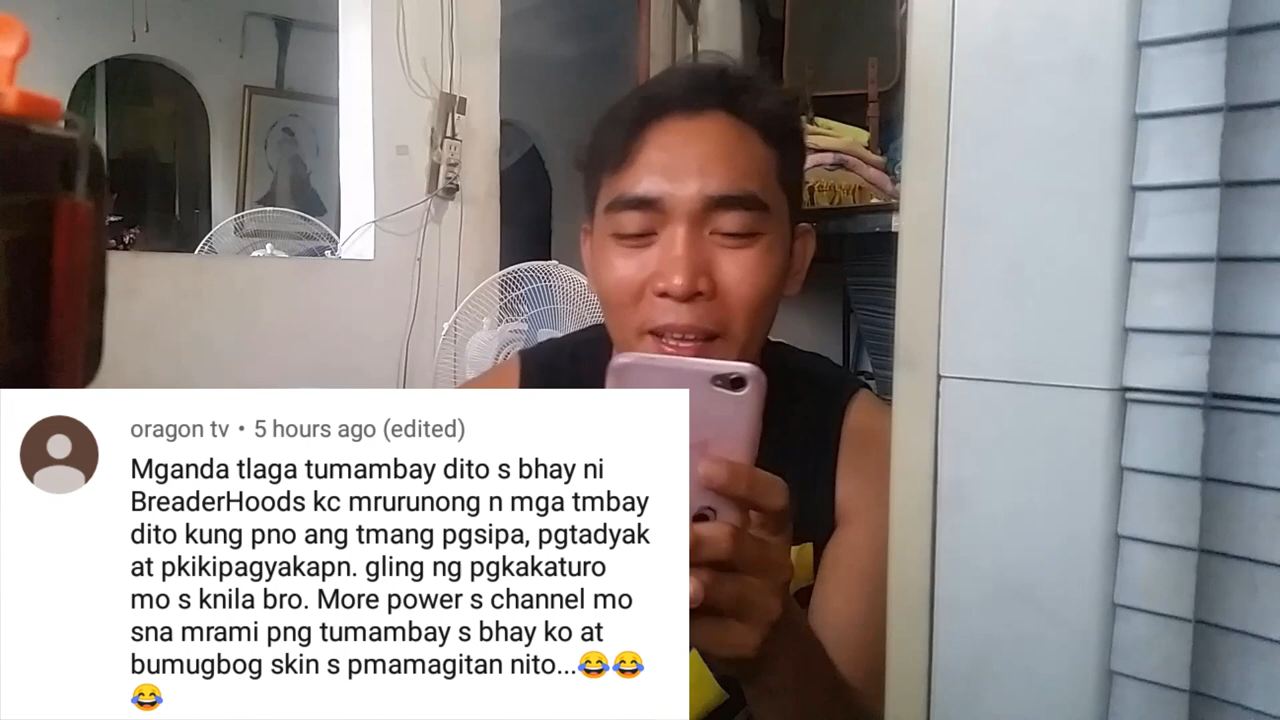 oragon tv • 5 hours ago (edited)
Mganda tlaga tumambay dito s bhay ni
BreaderHoods kc mrurunong n mga tmbay
dito kung pno ang tmang pgsipa, pgtadyak
at pkikipagyakapn. gling ng pgkakaturo
mo s knila bro. More power s channel mo
sna mrami png tumambay s bhay ko at
bumugbog skin s pmamagitan nito...😂😂
😂